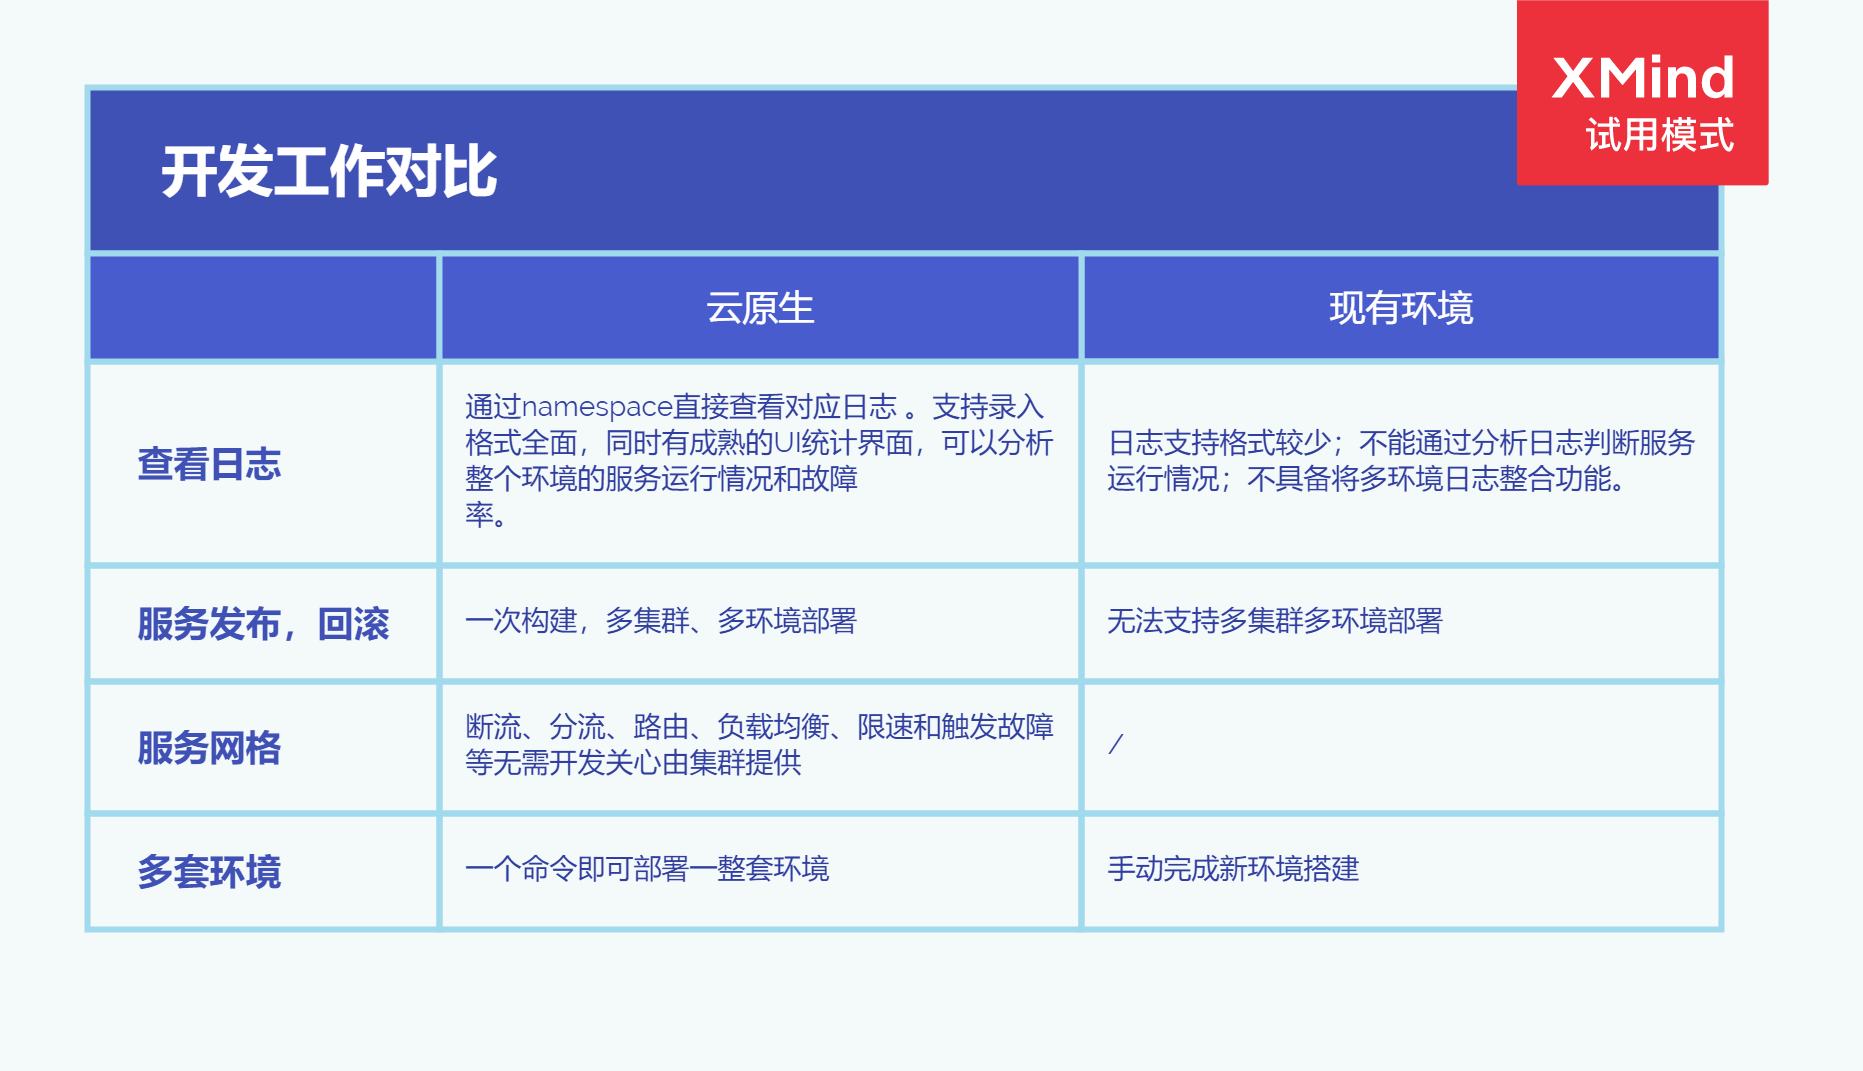 XMind
试用模式
开发工作对比
云原生
现有环境
查看日志
通过namespace直接查看对应日志 。支持录入
格式全面，同时有成熟的UI统计界面，可以分析
整个环境的服务运行情况和故障
率。
日志支持格式较少；不能通过分析日志判断服务
运行情况；不具备将多环境日志整合功能。
服务发布，回滚
一次构建，多集群、多环境部署
无法支持多集群多环境部署
服务网格
断流、分流、路由、负载均衡、限速和触发故障
等无需开发关心由集群提供
/
多套环境
一个命令即可部署一整套环境
手动完成新环境搭建